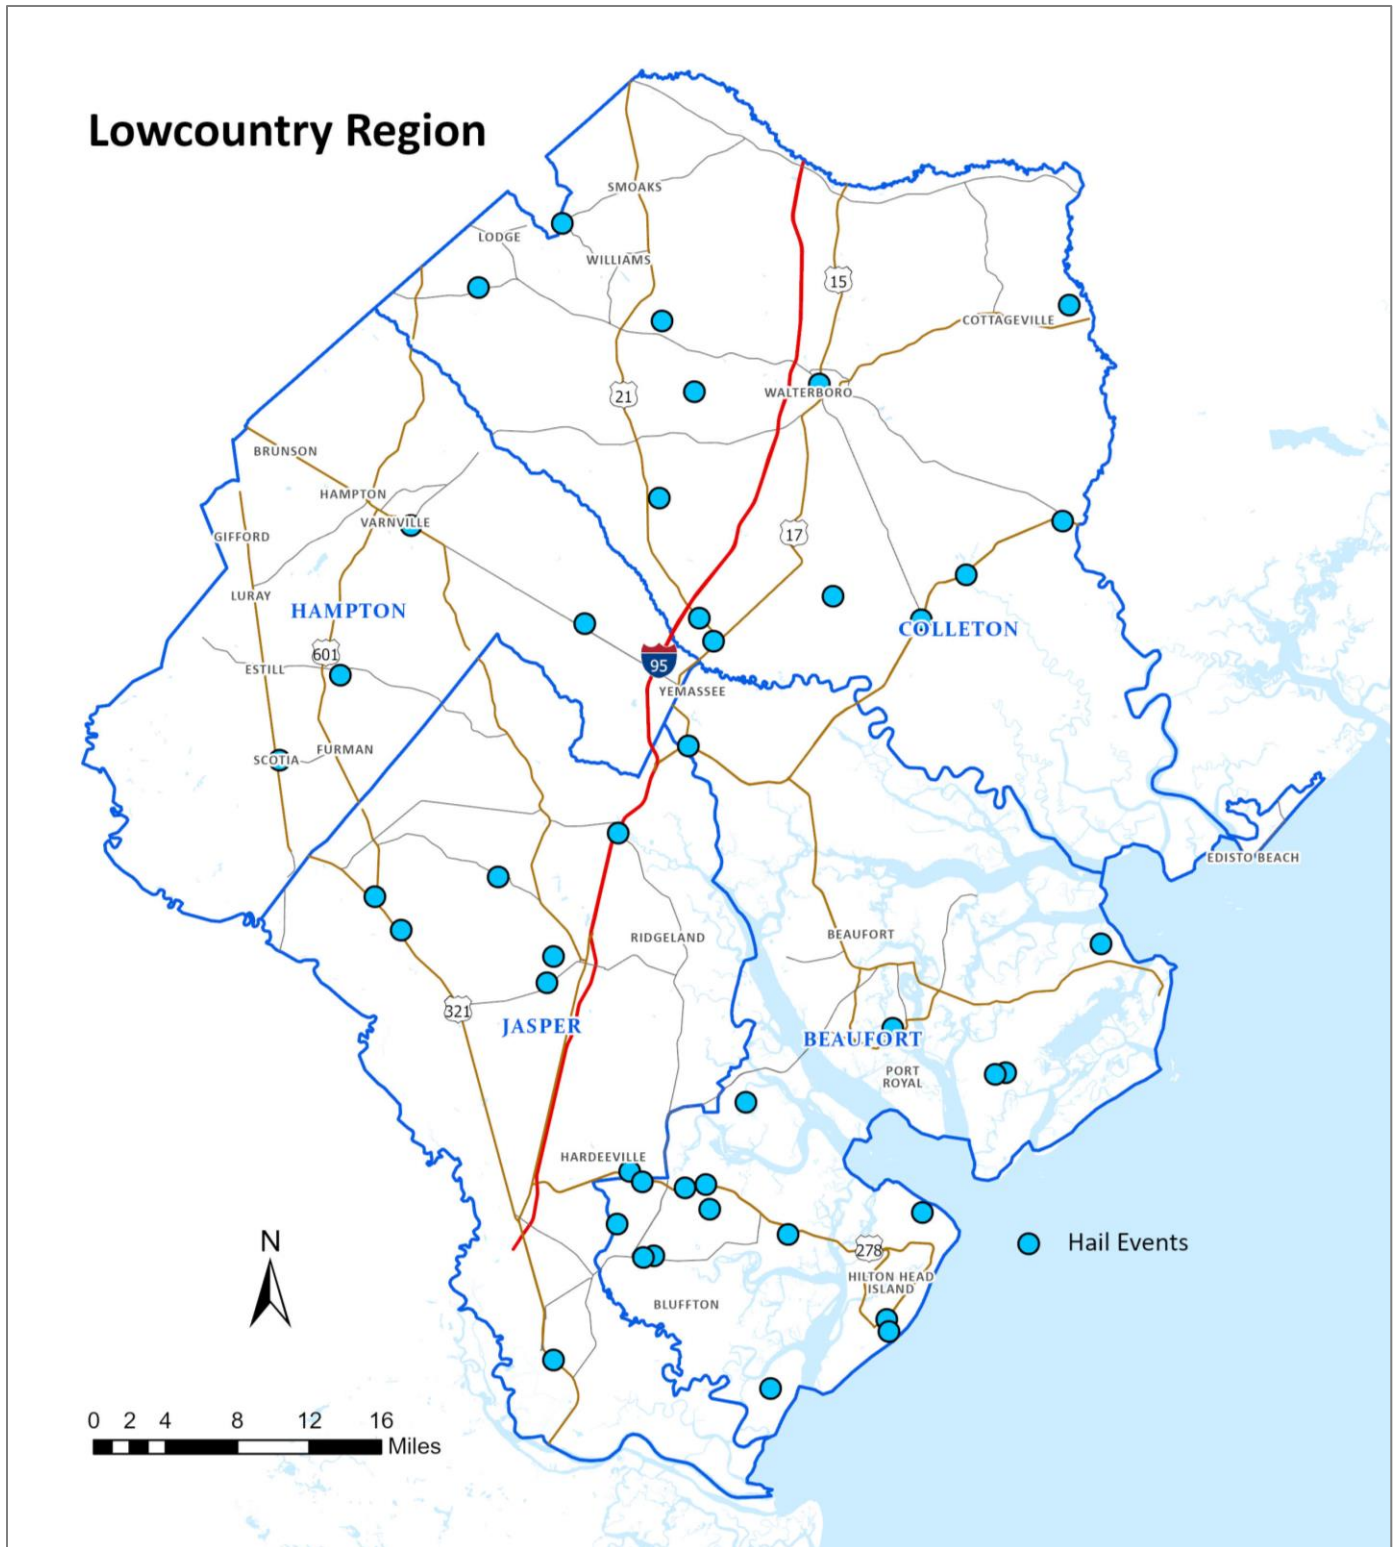 Lowcountry Region
SMOAKS
LODGE
WILLIAMS
15
COTTAGEVILLE
21
WALTERBORO
BRUNSON
HAMPTON
VARNVILLE
GIFFORD
17
LURAY
HAMPTON
COLLETON
601
95
ESTILL
YEMASSEE
FURMAN
SCOTIA
EDISTO BEACH
BEAUFORT
RIDGELAND
321
JASPER
BEAUFORT
PORT
ROYAL
HARDEEVILLE
N
278
Hail Events
HILTON HEAD
ISLAND
BLUFFTON
0 2 4 8 12 16
Miles